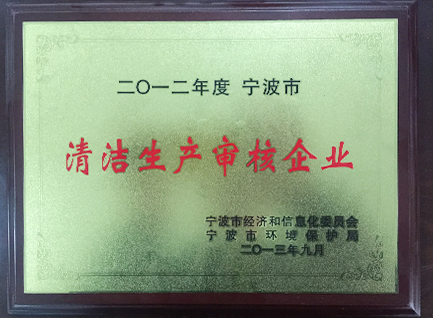 二〇一二年度 宁波市
清洁生产审核企业
宁波市经济和信息化委员会
宁波市环境保护局
二〇一三年九月